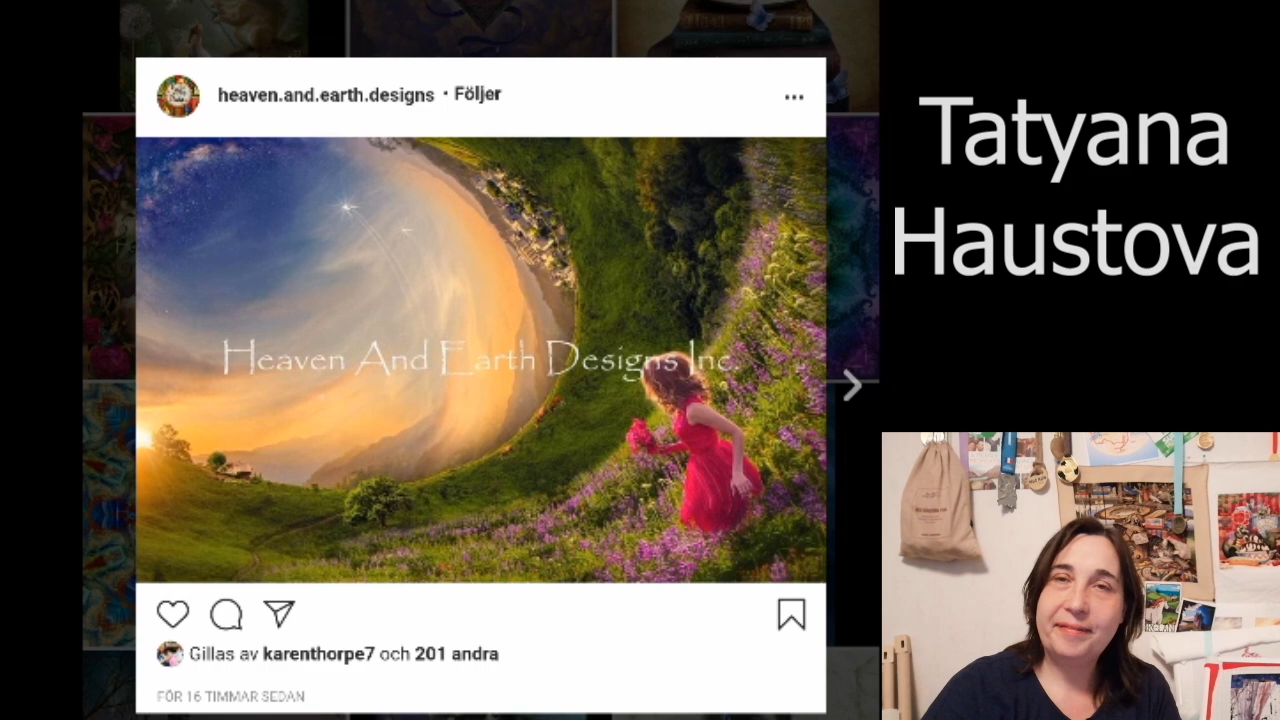 heaven.and.earth.designs • Följer
Tatyana
Haustova
Heaven And Earth Designs Inc.
Gillas av karenthorpe7 och 201 andra
FÖR 16 TIMMAR SEDAN